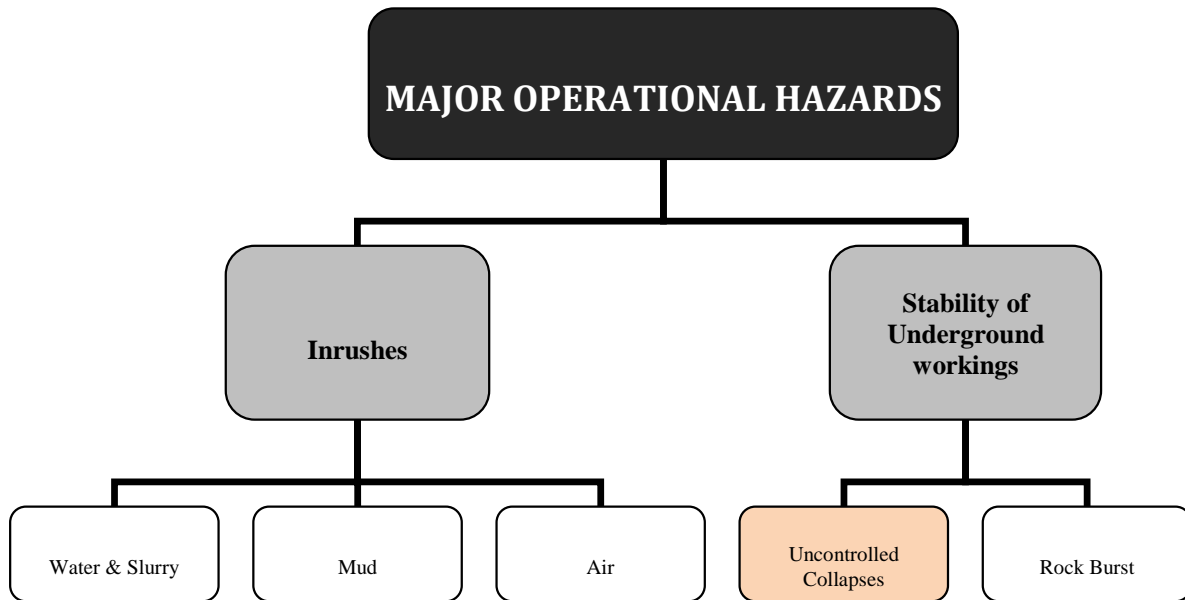 MAJOR OPERATIONAL HAZARDS
Inrushes
Stability of
Underground
workings
Water & Slurry
Mud
Air
Uncontrolled
Collapses
Rock Burst